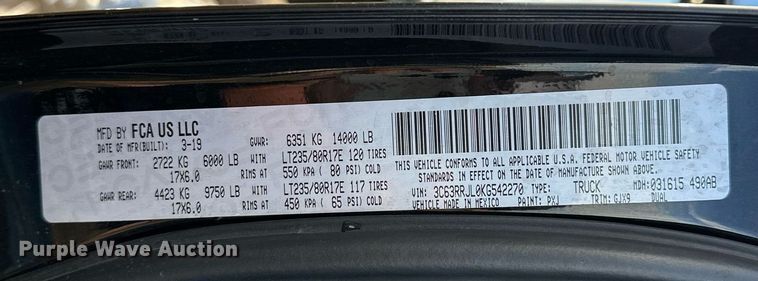 MFD BY FCA US LLC
DATE OF MFR(BUILT): 3-19 GVWR: 6351 KG 14000 LB
GAWR FRONT: 2722 KG 6000 LB WITH LT235/80R17E 120 TIRES
17X6.0 RIMS AT 550 KPA ( 80 PSI) COLD
GAWR REAR: 4423 KG 9750 LB WITH LT235/80R17E 117 TIRES
17X6.0 RIMS AT 450 KPA ( 65 PSI) COLD
THIS VEHICLE CONFORMS TO ALL APPLICABLE U.S.A. FEDERAL MOTOR VEHICLE SAFETY
STANDARDS IN EFFECT ON THE DATE OF MANUFACTURE SHOWN ABOVE.
VIN: 3C63RRJL0KG542270 TYPE: TRUCK MDH: 031615 490AB
VEHICLE MADE IN MEXICO PAINT: PXJ TRIM: GJX9 DUAL
Purple Wave Auction